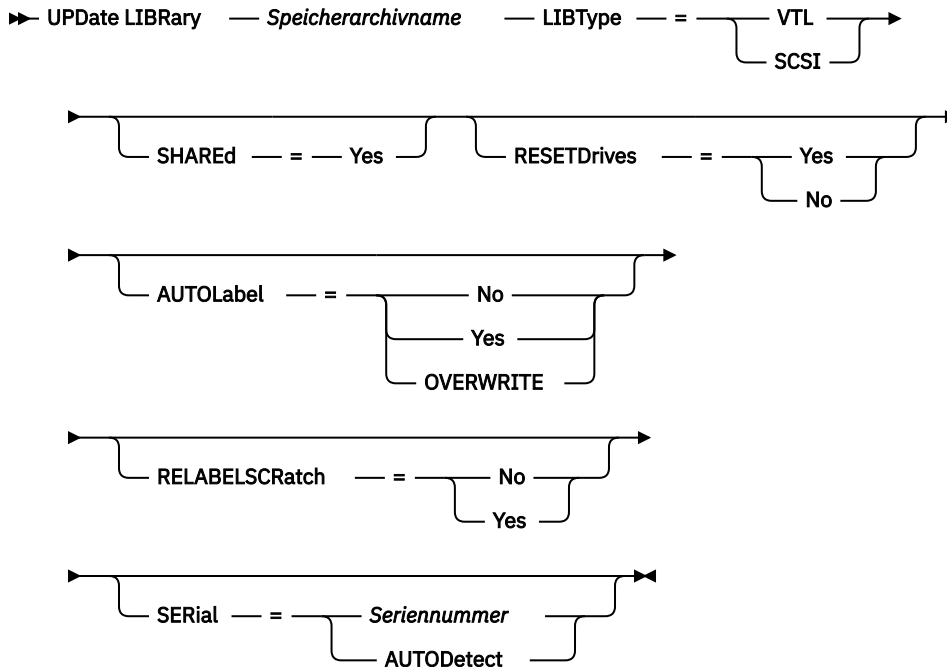 UPDate LIBRary Speicherarchivname LIBType = VTL
SCSI
SHAREd = Yes RESETDrives = Yes
No
AUTOLabel = No
Yes
OVERWRITE
RELABELSCRatch = No
Yes
SERial = Seriennummer
AUTODetect